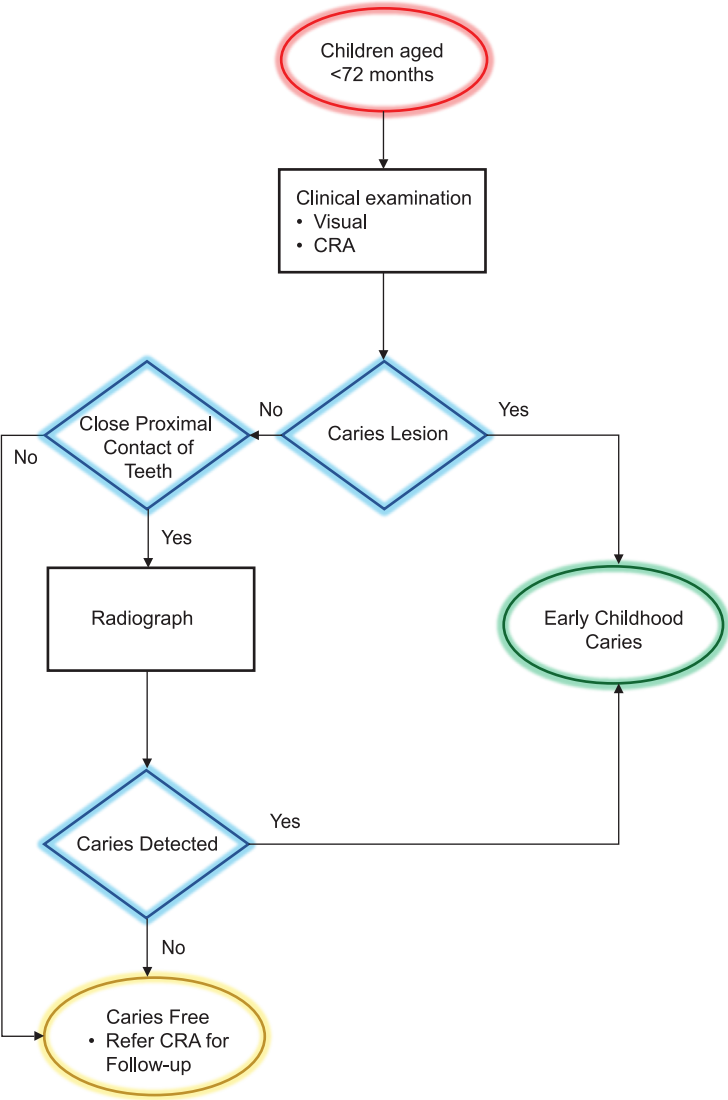 Children aged
<72 months
Clinical examination
• Visual
• CRA
Caries Lesion
No
Yes
Close Proximal
Contact of
Teeth
No
Yes
Radiograph
Early Childhood
Caries
Caries Detected
Yes
No
Caries Free
• Refer CRA for
Follow-up